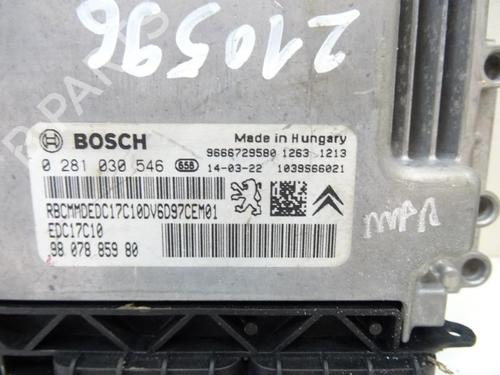 210596
BOSCH
Made in Hungary
0 281 030 546 658
9666729580 1263 1213
14-03-22 1039S66021
RBCMMDEDC17C10DV6D97CEM01
EDC17C10
98 078 859 80